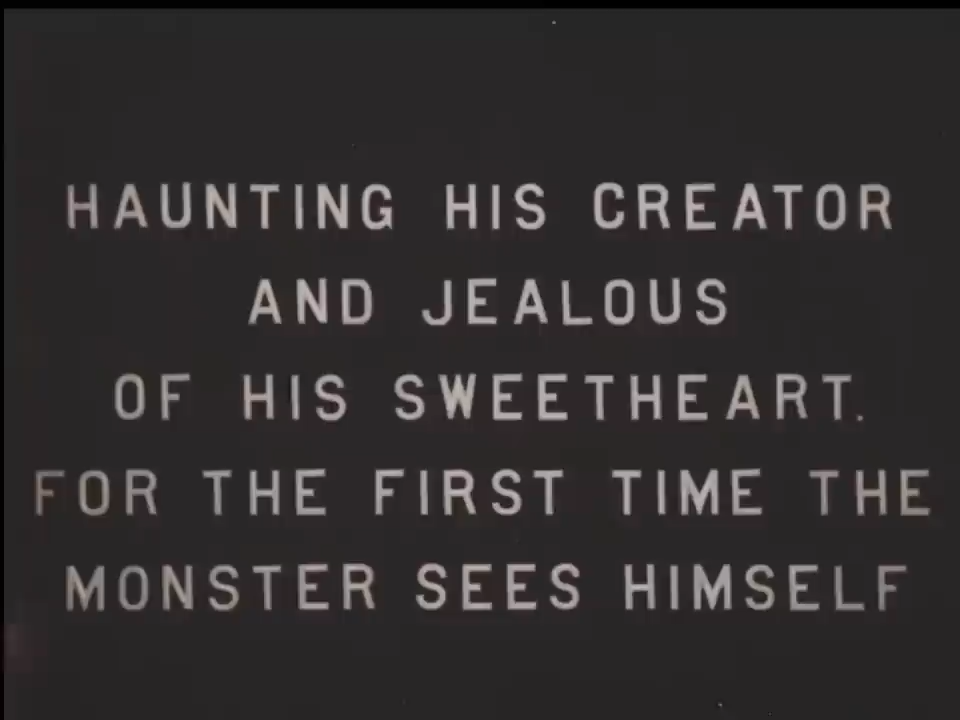 HAUNTING HIS CREATOR
AND JEALOUS
OF HIS SWEETHEART.
FOR THE FIRST TIME THE
MONSTER SEES HIMSELF